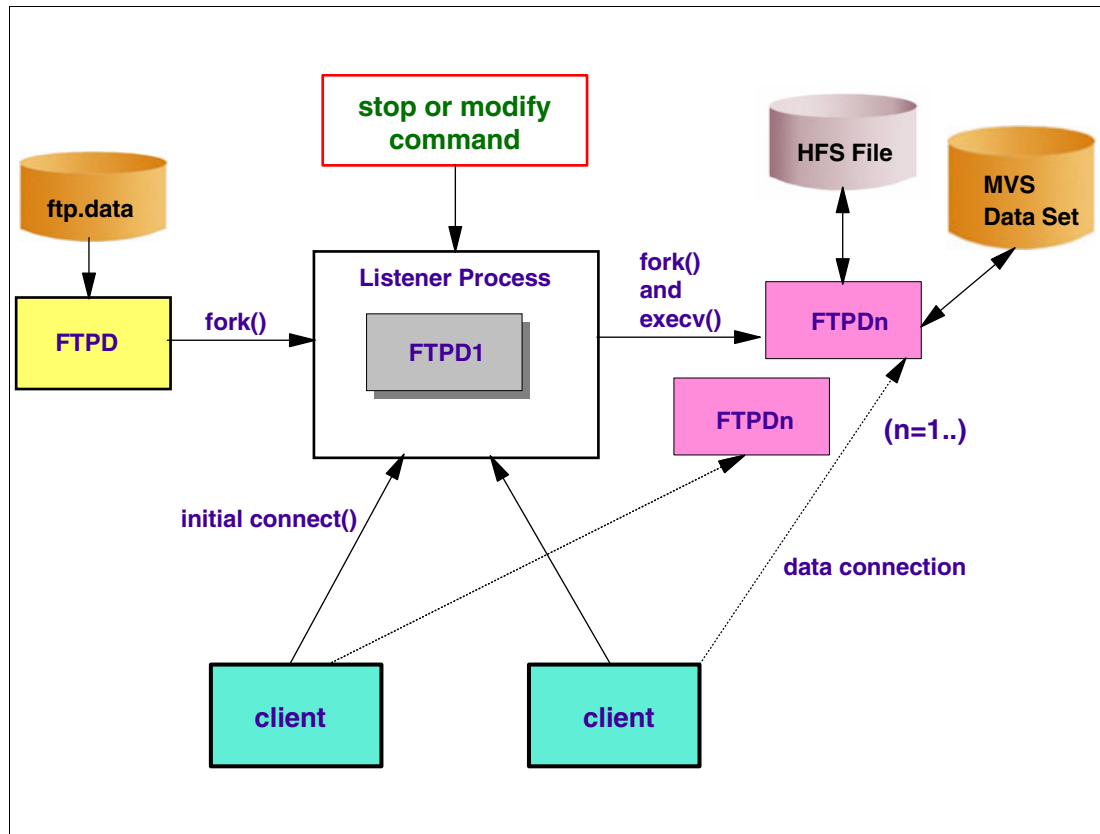 stop or modify
command
HFS File
MVS
Data Set
ftp.data
Listener Process
fork()
and
execv()
FTPD
fork()
FTPD1
FTPDn
FTPDn
(n=1..)
initial connect()
data connection
client
client